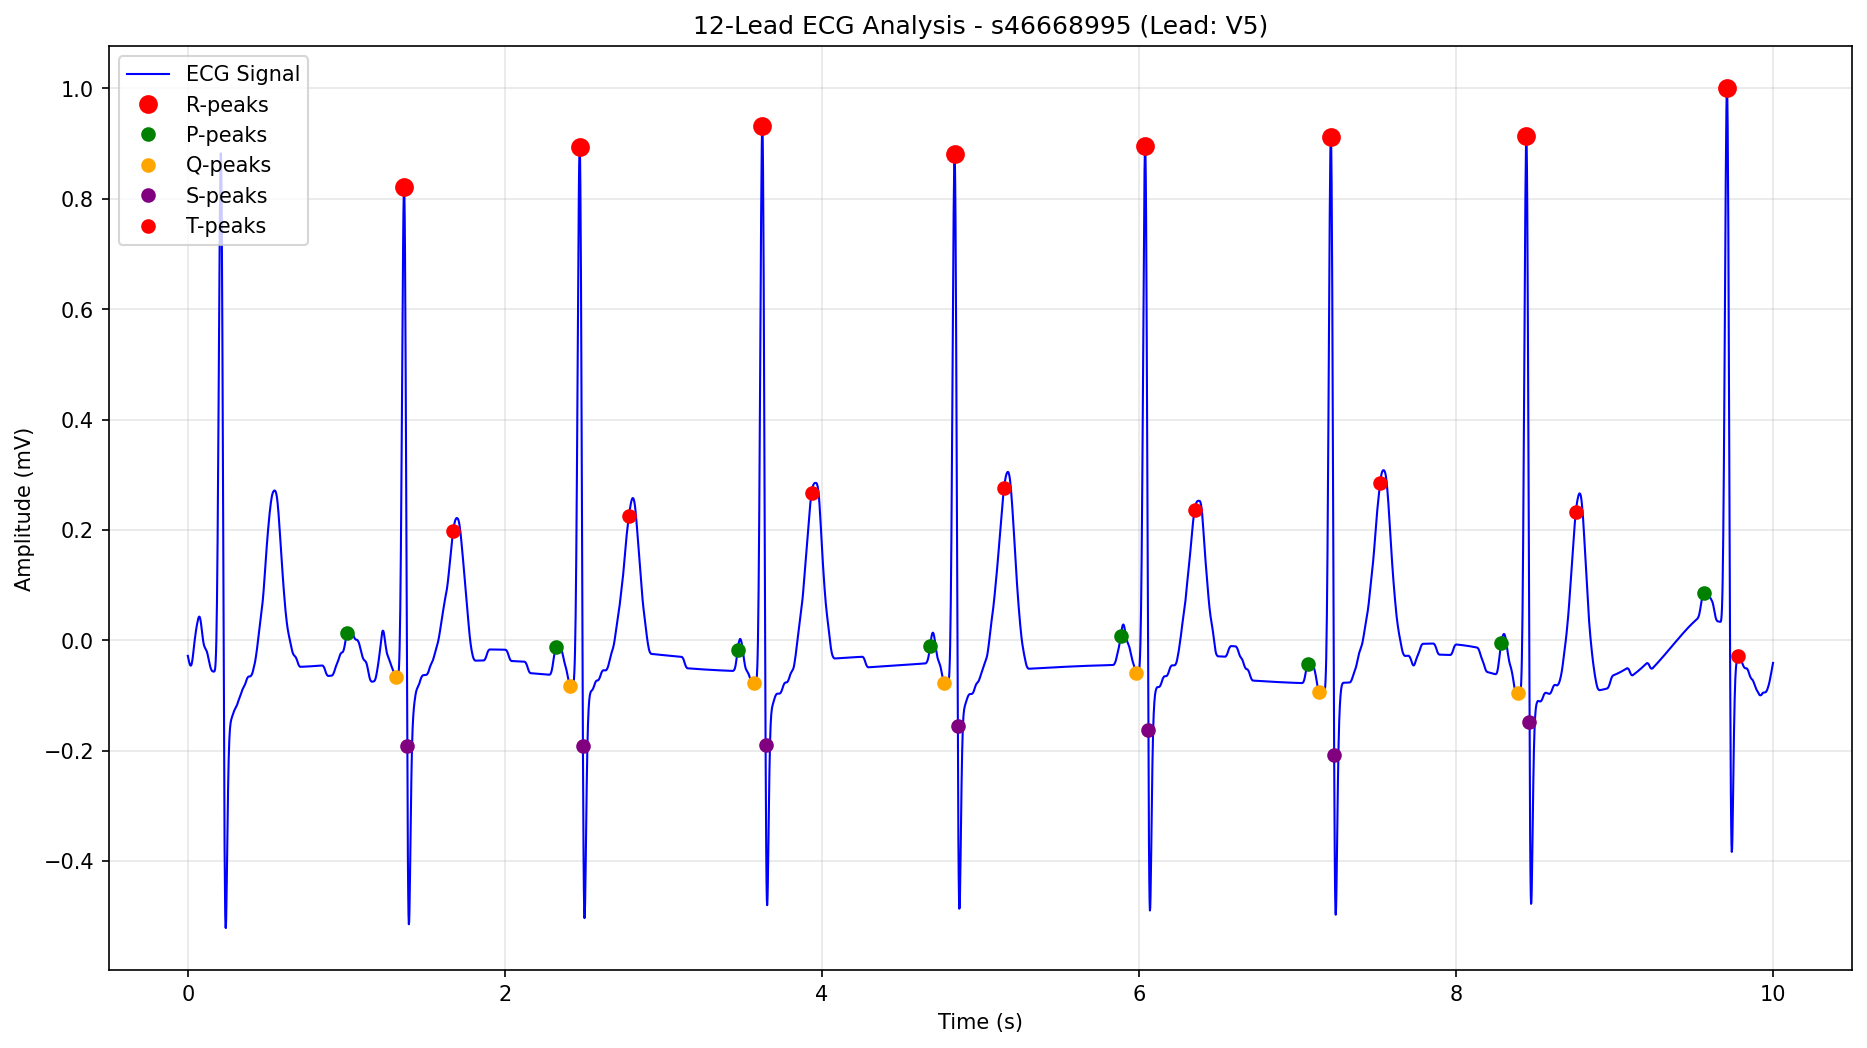 12-Lead ECG Analysis - s46668995 (Lead: V5)
ECG Signal
R-peaks
P-peaks
Q-peaks
S-peaks
T-peaks
Amplitude (mV)
1.0
0.8
0.6
0.4
0.2
0.0
−0.2
−0.4
0 2 4 6 8 10
Time (s)